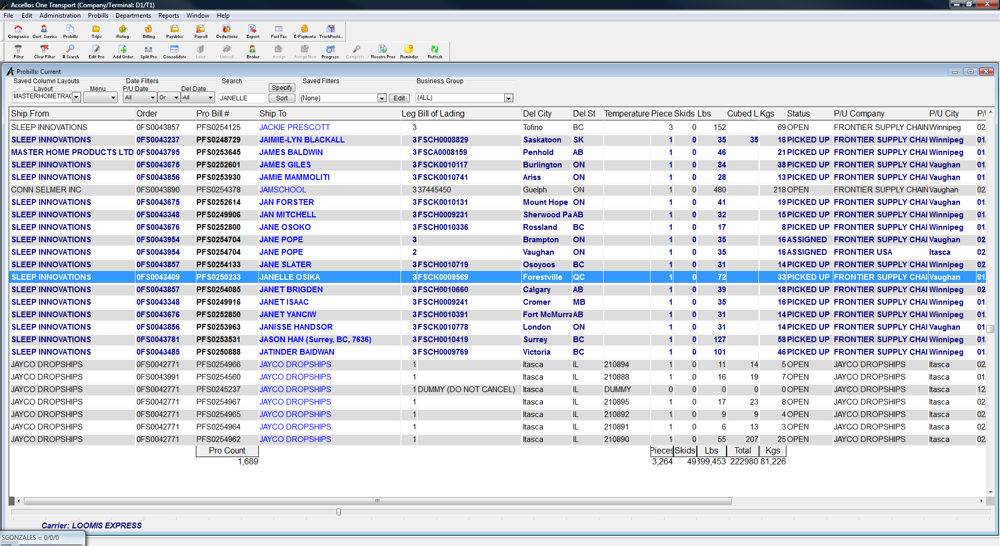 Accellos One Transport (Company/Terminal: D1/T1)
File Edit Administration Probills Departments Reports Window Help
Companies Cust. Service Probills Trips Rating Billing Payables Payroll Deductions Export Fuel Tax E-Payments TruckPosti...
Filter Clear Filter # Search Edit Pro Add Order Split Pro Consolidate Load Unload Broker Assign Assign New Progress Complete ... Receive Pros Reminder Refresh
Probills: Current
Saved Column Layouts Date Filters Search Saved Filters Business Group
Layout Menu P/U Date Del Date Specify
MASTERHOMETRAC All Or All JANELLE Sort (None) Edit (ALL)
Ship From Order Pro Bill # Ship To Leg Bill of Lading Del City Del St Temperature Piece Skids Lbs Cubed L Kgs Status P/U Company P/U City P/U
SLEEP INNOVATIONS 0FS0043857 PFS0254125 JACKIE PRESCOTT 3 Tofino BC 3 0 152 69 OPEN FRONTIER SUPPLY CHAIN Winnipeg 02
SLEEP INNOVATIONS 0FS0043237 PFS0248729 JAIMIE-LYN BLACKALL 3 FSCH0008829 Saskatoon SK 1 0 35 35 16 PICKED UP FRONTIER SUPPLY CHAI Winnipeg 01
MASTER HOME PRODUCTS LTD 0FS0043795 PFS0253645 JAMES BALDWIN 3 FSCA0008159 Penhold AB 1 0 46 21 PICKED UP FRONTIER SUPPLY CHAI Winnipeg 01
SLEEP INNOVATIONS 0FS0043675 PFS0252601 JAMES GILES 3 FSCK0010117 Burlington ON 1 0 84 38 PICKED UP FRONTIER SUPPLY CHAI Vaughan 01
SLEEP INNOVATIONS 0FS0043856 PFS0253930 JAMIE MAMMOLITI 3 FSCK0010741 Ariss ON 1 0 28 13 PICKED UP FRONTIER SUPPLY CHAI Vaughan 01
CONN SELMER INC 0FS0043890 PFS0254378 JAMSCHOOL 3 37445450 Guelph ON 1 0 480 218 OPEN FRONTIER SUPPLY CHAIN Vaughan 02
SLEEP INNOVATIONS 0FS0043675 PFS0252614 JAN FORSTER 3 FSCK0010131 Mount Hope ON 1 0 41 19 PICKED UP FRONTIER SUPPLY CHAI Vaughan 01
SLEEP INNOVATIONS 0FS0043348 PFS0249906 JAN MITCHELL 3 FSCH0009231 Sherwood Pa AB 1 0 32 15 PICKED UP FRONTIER SUPPLY CHAI Winnipeg 01
SLEEP INNOVATIONS 0FS0043676 PFS0252800 JANE OSOKO 3 FSCH0010336 Rossland BC 1 0 17 8 PICKED UP FRONTIER SUPPLY CHAI Winnipeg 01
SLEEP INNOVATIONS 0FS0043954 PFS0254704 JANE POPE 3 Brampton ON 1 0 35 16 ASSIGNED FRONTIER SUPPLY CHAI Vaughan 02
SLEEP INNOVATIONS 0FS0043954 PFS0254704 JANE POPE 2 Vaughan ON 1 0 35 16 ASSIGNED FRONTIER USA Itasca 02
SLEEP INNOVATIONS 0FS0043857 PFS0254133 JANE SLATER 3 FSCH0010719 Osoyoos BC 1 0 31 14 PICKED UP FRONTIER SUPPLY CHAI Winnipeg 02
SLEEP INNOVATIONS 0FS0043409 PFS0250233 JANELLE OSIKA 3 FSCK0009569 Forestville QC 1 0 72 33 PICKED UP FRONTIER SUPPLY CHAI Vaughan 01
SLEEP INNOVATIONS 0FS0043857 PFS0254085 JANET BRIGDEN 3 FSCH0010660 Calgary AB 1 0 39 18 PICKED UP FRONTIER SUPPLY CHAI Winnipeg 02
SLEEP INNOVATIONS 0FS0043348 PFS0249916 JANET ISAAC 3 FSCH0009241 Cromer MB 1 0 35 16 PICKED UP FRONTIER SUPPLY CHAI Winnipeg 01
SLEEP INNOVATIONS 0FS0043676 PFS0252850 JANET YANCIW 3 FSCH0010391 Fort McMurra AB 1 0 31 14 PICKED UP FRONTIER SUPPLY CHAI Winnipeg 01
SLEEP INNOVATIONS 0FS0043856 PFS0253963 JANISSE HANDSOR 3 FSCK0010778 London ON 1 0 31 14 PICKED UP FRONTIER SUPPLY CHAI Vaughan 01
SLEEP INNOVATIONS 0FS0043781 PFS0253531 JASON HAN (Surrey, BC, 7636) 3 FSCH0010419 Surrey BC 1 0 127 58 PICKED UP FRONTIER SUPPLY CHAI Winnipeg 01
SLEEP INNOVATIONS 0FS0043485 PFS0250888 JATINDER BAIDWAN 3 FSCH0009769 Victoria BC 1 0 101 46 PICKED UP FRONTIER SUPPLY CHAI Winnipeg 01
JAYCO DROPSHIPS 0FS0042771 PFS0254966 JAYCO DROPSHIPS 1 Itasca IL 210894 1 0 11 14 5 OPEN JAYCO DROPSHIPS Itasca 02
JAYCO DROPSHIPS 0FS0043991 PFS0254560 JAYCO DROPSHIPS 1 Itasca IL 210888 1 0 16 19 7 OPEN JAYCO DROPSHIPS Itasca 01
JAYCO DROPSHIPS 0FS0042771 PFS0245237 JAYCO DROPSHIPS 1 DUMMY (DO NOT CANCEL) Itasca IL DUMMY 0 0 0 0 0 OPEN JAYCO DROPSHIPS Itasca 12
JAYCO DROPSHIPS 0FS0042771 PFS0254967 JAYCO DROPSHIPS 1 Itasca IL 210895 1 0 17 23 8 OPEN JAYCO DROPSHIPS Itasca 02
JAYCO DROPSHIPS 0FS0042771 PFS0254965 JAYCO DROPSHIPS 1 Itasca IL 210892 1 0 9 9 4 OPEN JAYCO DROPSHIPS Itasca 02
JAYCO DROPSHIPS 0FS0042771 PFS0254964 JAYCO DROPSHIPS 1 Itasca IL 210891 1 0 6 13 3 OPEN JAYCO DROPSHIPS Itasca 02
JAYCO DROPSHIPS 0FS0042771 PFS0254962 JAYCO DROPSHIPS 1 Itasca IL 210890 1 0 55 207 25 OPEN JAYCO DROPSHIPS Itasca 02
Pro Count Pieces Skids Lbs Total Kgs
1,689 3,264 49 399,453 222980 81,226
Carrier: LOOMIS EXPRESS
SGONZALES = 0/0/0